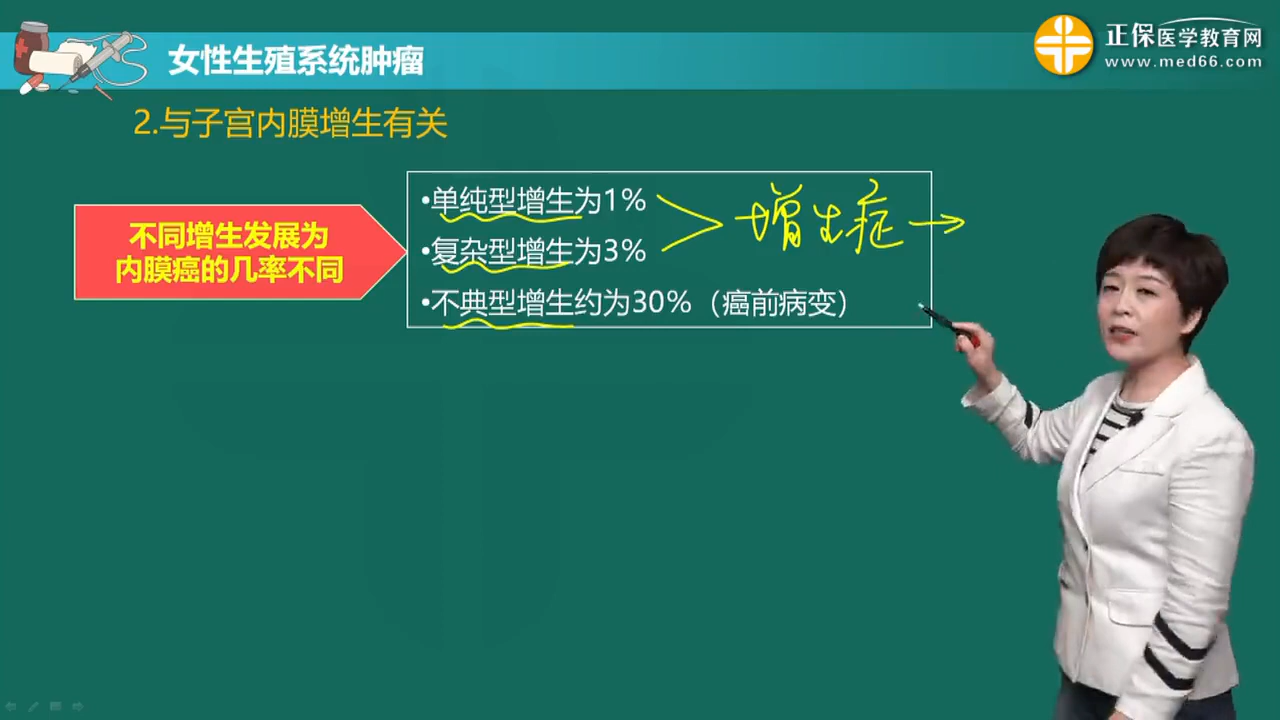 正保医学教育网
女性生殖系统肿瘤
www.med66.com
2.与子宫内膜增生有关
不同增生发展为
内膜癌的几率不同
•单纯型增生为1%
•复杂型增生为3%
增生症→
•不典型增生约为30%（癌前病变）